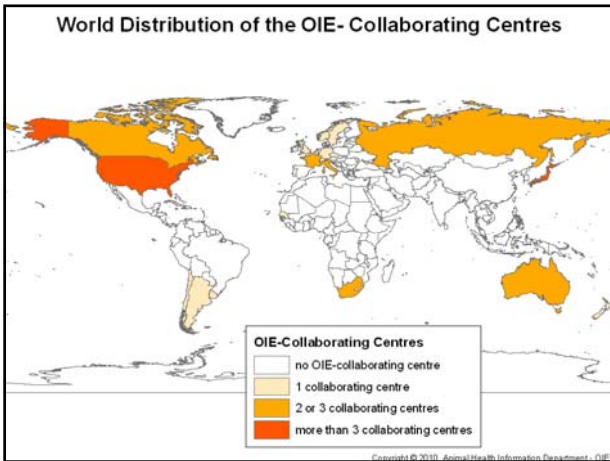 World Distribution of the OIE- Collaborating Centres
OIE-Collaborating Centres
no OIE-collaborating centre
1 collaborating centre
2 or 3 collaborating centres
more than 3 collaborating centres
Copyright © 2010, Animal Health Information Department - OIE